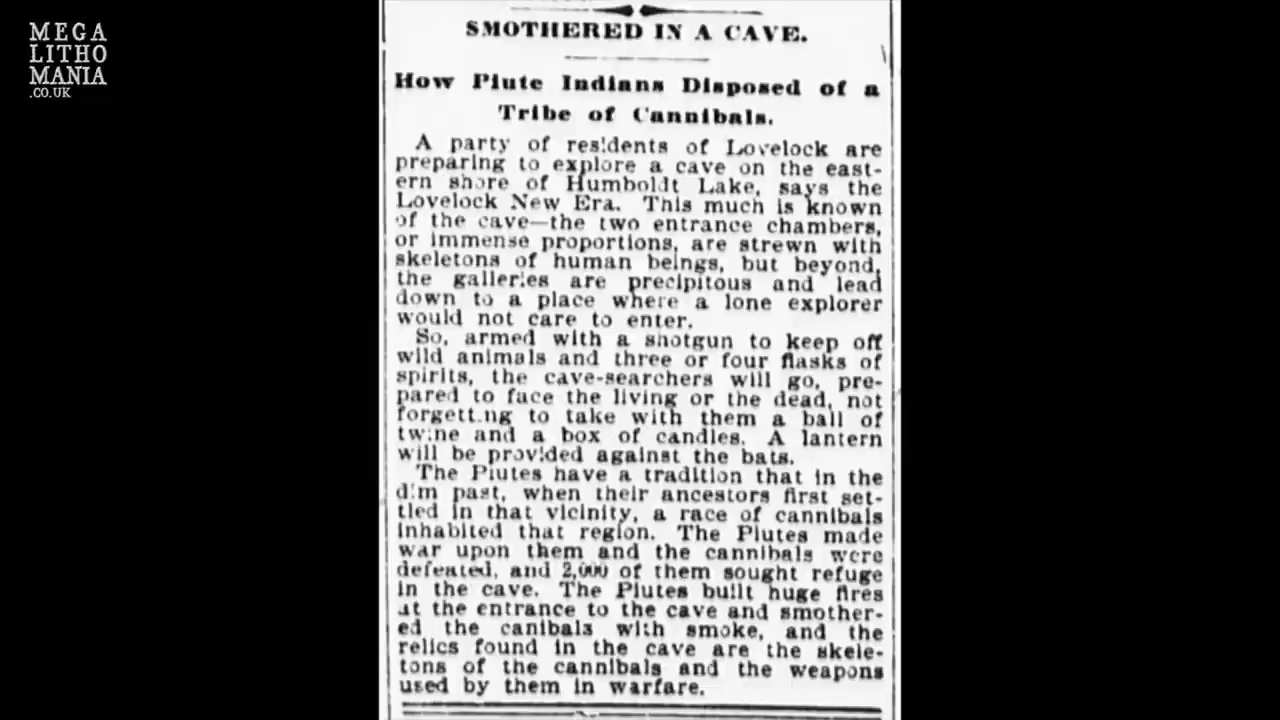 MEGA
LITHO
MANIA
.CO.UK
SMOTHERED IN A CAVE.
How Piute Indians Disposed of a
Tribe of Cannibals.
A party of residents of Lovelock are
preparing to explore a cave on the east-
ern shore of Humboldt Lake, says the
Lovelock New Era. This much is known
of the cave—the two entrance chambers,
or immense proportions, are strewn with
skeletons of human beings, but beyond,
the galleries are precipitous and lead
down to a place where a lone explorer
would not care to enter.
So, armed with a shotgun to keep off
wild animals and three or four flasks of
spirits, the cave-searchers will go, pre-
pared to face the living or the dead, not
forgetting to take with them a ball of
twine and a box of candles. A lantern
will be provided against the bats.
The Piutes have a tradition that in the
dim past, when their ancestors first set-
tled in that vicinity, a race of cannibals
inhabited that region. The Piutes made
war upon them and the cannibals were
defeated, and 2,000 of them sought refuge
in the cave. The Piutes built huge fires
at the entrance to the cave and smother-
ed the canibals with smoke, and the
relics found in the cave are the skele-
tons of the cannibals and the weapons
used by them in warfare.